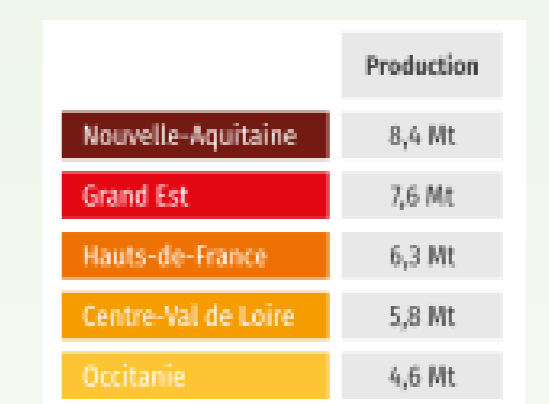 Production
Nouvelle-Aquitaine 8,4 Mt
Grand Est 7,6 Mt
Hauts-de-France 6,3 Mt
Centre-Val de Loire 5,8 Mt
Occitanie 4,6 Mt